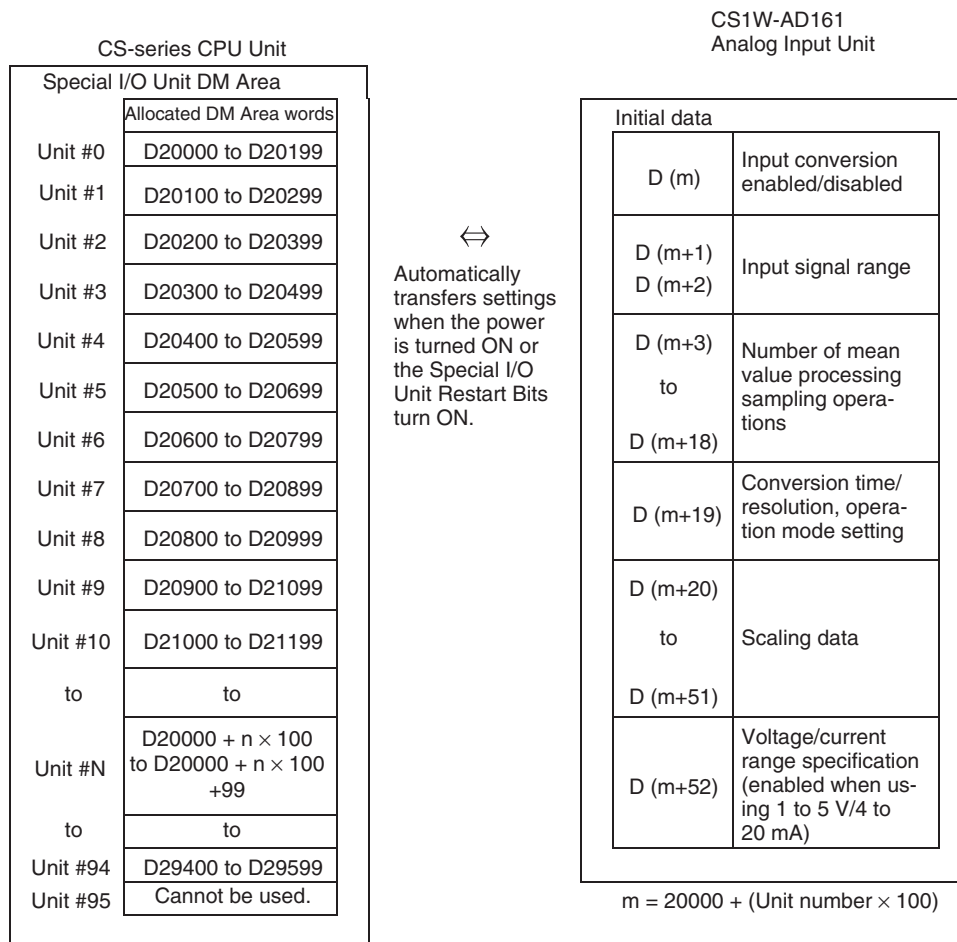 CS-series CPU Unit
Special I/O Unit DM Area
Allocated DM Area words
Unit #0 D20000 to D20199
Unit #1 D20100 to D20299
Unit #2 D20200 to D20399
Unit #3 D20300 to D20499
Unit #4 D20400 to D20599
Unit #5 D20500 to D20699
Unit #6 D20600 to D20799
Unit #7 D20700 to D20899
Unit #8 D20800 to D20999
Unit #9 D20900 to D21099
Unit #10 D21000 to D21199
to to
Unit #N
D20000 + n × 100
to D20000 + n × 100
+99
to to
Unit #94 D29400 to D29599
Unit #95 Cannot be used.
⇔
Automatically
transfers settings
when the power
is turned ON or
the Special I/O
Unit Restart Bits
turn ON.
CS1W-AD161
Analog Input Unit
Initial data
D (m)
Input conversion
enabled/disabled
D (m+1)
D (m+2)
Input signal range
D (m+3)
to
D (m+18)
Number of mean
value processing
sampling opera-
tions
D (m+19)
Conversion time/
resolution, opera-
tion mode setting
D (m+20)
to
D (m+51)
Scaling data
D (m+52)
Voltage/current
range specification
(enabled when us-
ing 1 to 5 V/4 to
20 mA)
m = 20000 + (Unit number × 100)